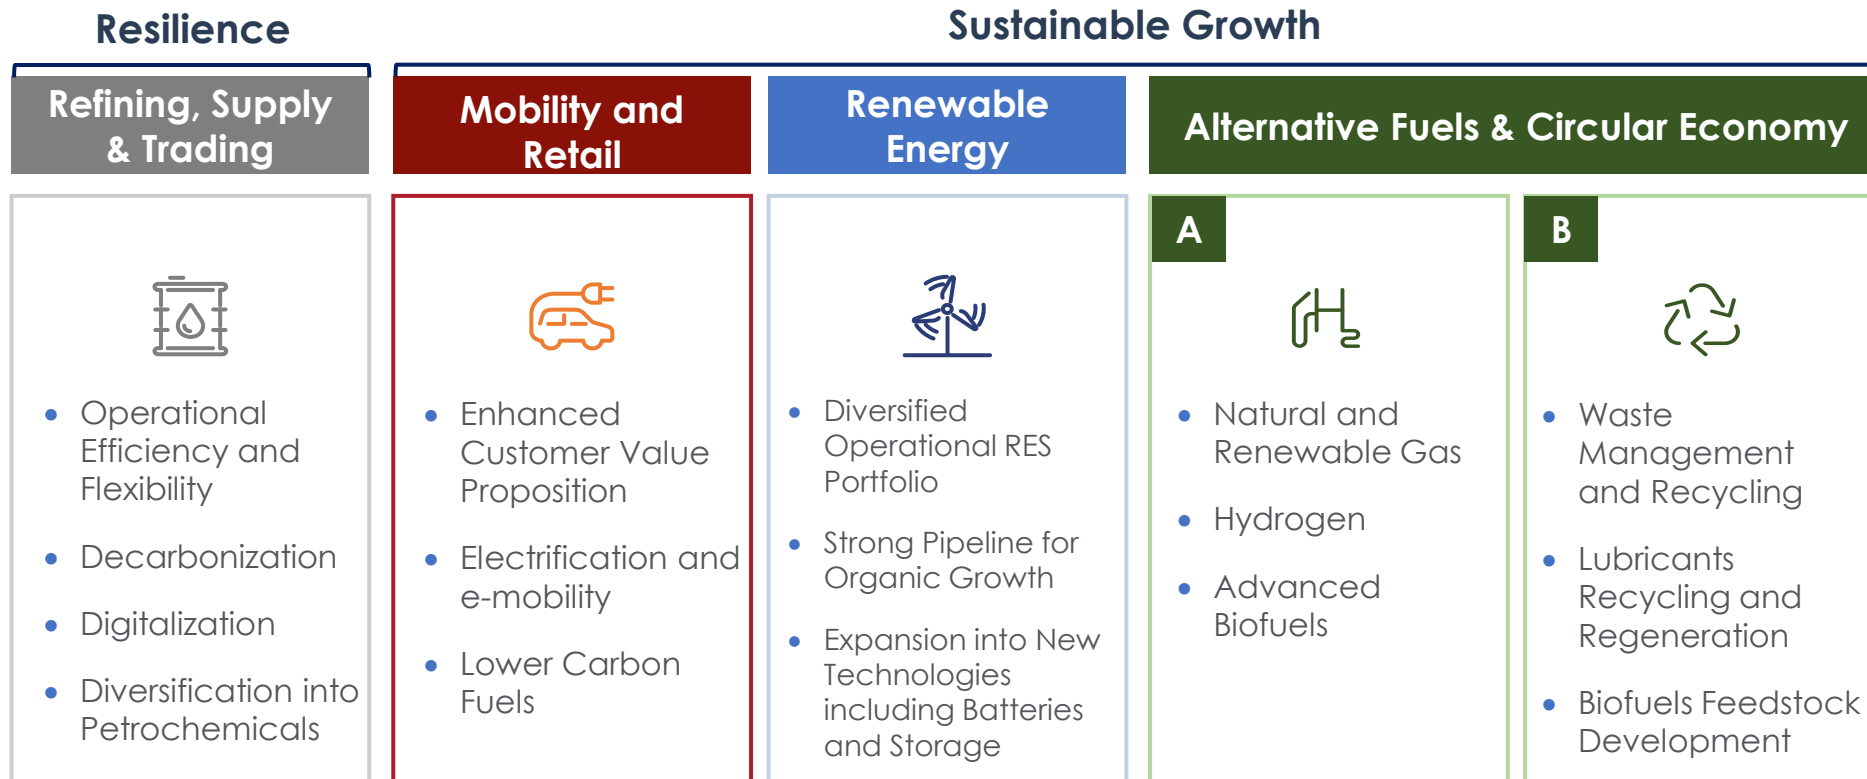 Resilience
Sustainable Growth
Refining, Supply
& Trading
Operational
Efficiency and
Flexibility
Decarbonization
Digitalization
Diversification into
Petrochemicals
Mobility and
Retail
Enhanced
Customer Value
Proposition
Electrification and
e-mobility
Lower Carbon
Fuels
Renewable
Energy
Diversified
Operational RES
Portfolio
Strong Pipeline for
Organic Growth
Expansion into New
Technologies
including Batteries
and Storage
Alternative Fuels & Circular Economy
A
H2
Natural and
Renewable Gas
Hydrogen
Advanced
Biofuels
B
Waste
Management
and Recycling
Lubricants
Recycling and
Regeneration
Biofuels Feedstock
Development